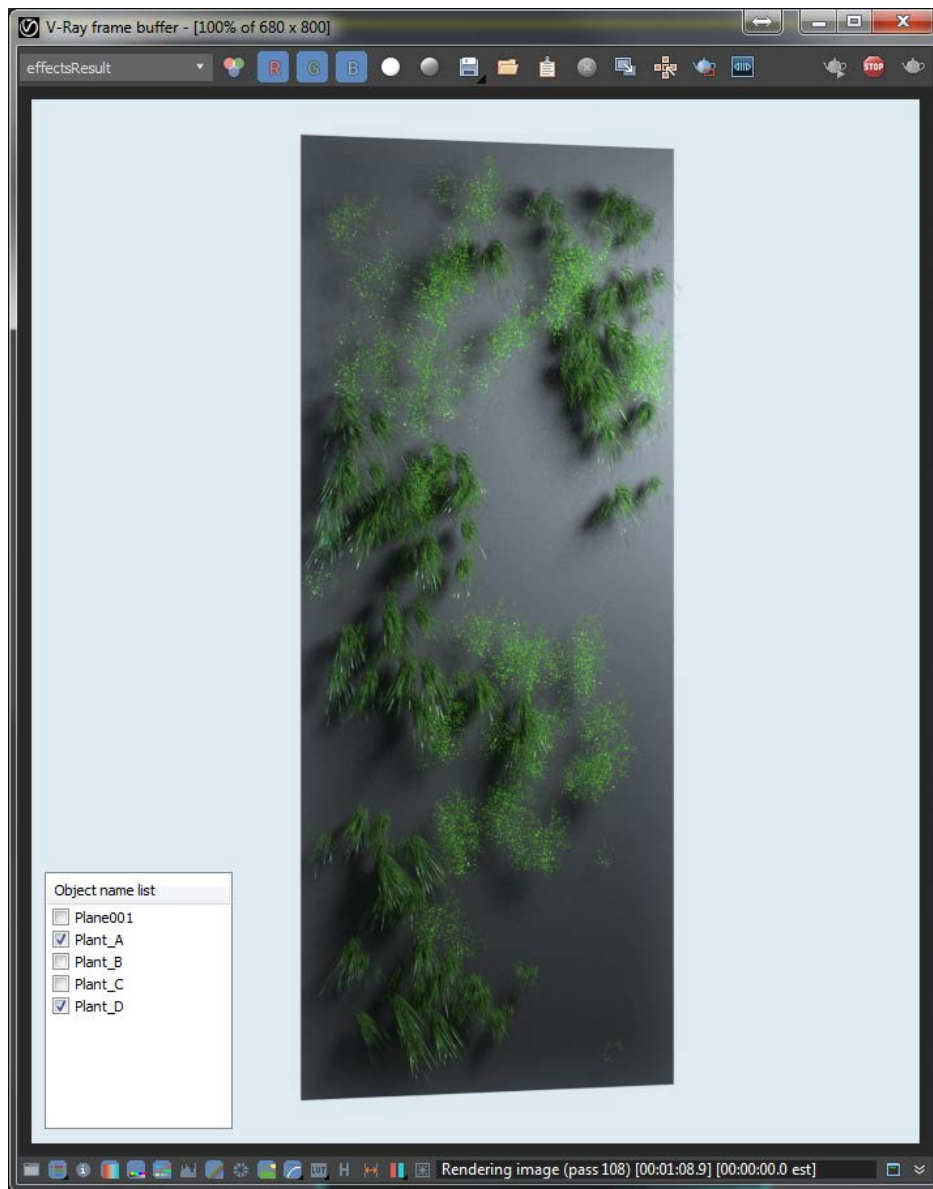 V-Ray frame buffer - [100% of 680 x 800]
effectsResult
R G B
STOP
Object name list
Plane001
Plant_A
Plant_B
Plant_C
Plant_D
LUT H
Rendering image (pass 108) [00:01:08.9] [00:00:00.0 est]